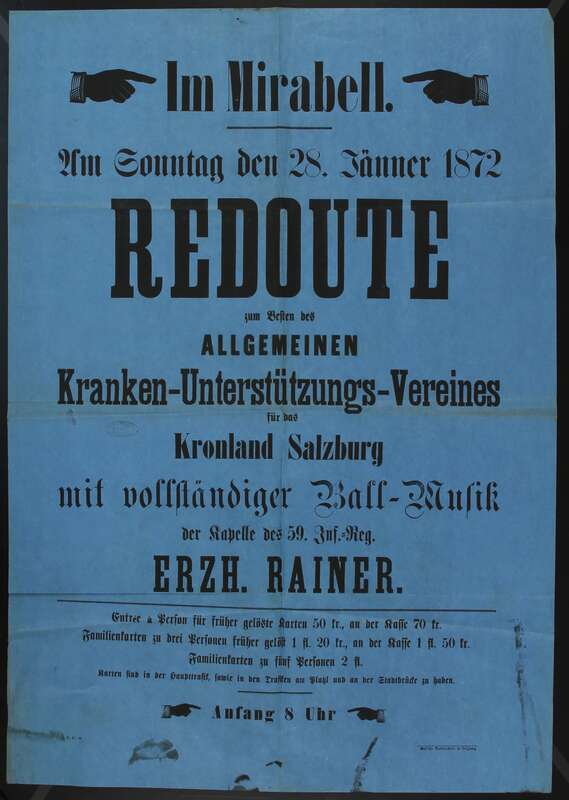 Im Mirabell.
Am Sonntag den 28. Jänner 1872
REDOUTE
zum Besten des
ALLGEMEINEN
Kranken-Unterstützungs-Vereines
für das
Kronland Salzburg
mit vollständiger Ball-Musik
der Kapelle des 59. Inf.-Reg.
ERZH. RAINER.
Entree à Person für früher gelöste Karten 50 kr., an der Kasse 70 kr.
Familienkarten zu drei Personen früher gelöst 1 fl. 20 kr., an der Kasse 1 fl. 50 kr.
Familienkarten zu fünf Personen 2 fl.
Karten sind in der Haupttrafik, sowie in den Trafiken am Platzl und an der Stadtbrücke zu haben.
Anfang 8 Uhr